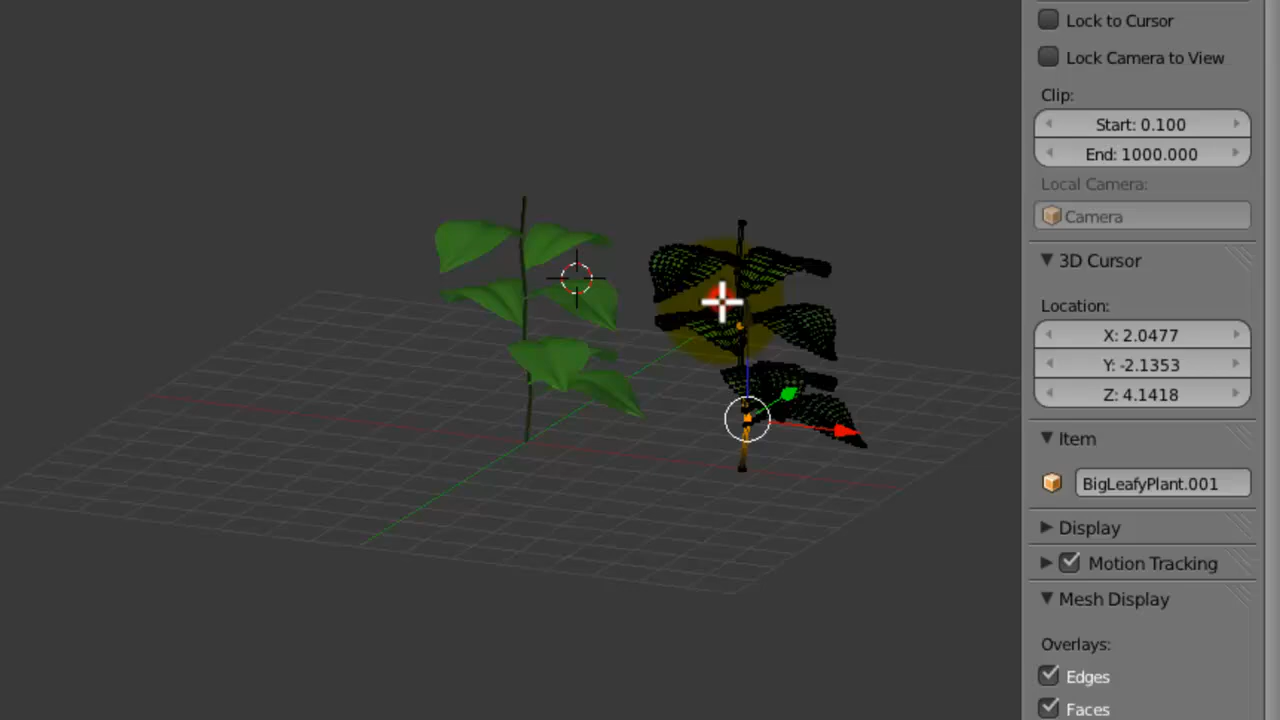 Lock to Cursor
Lock Camera to View
Clip:
Start: 0.100
End: 1000.000
Local Camera:
Camera
3D Cursor
Location:
X: 2.0477
Y: -2.1353
Z: 4.1418
Item
BigLeafyPlant.001
Display
Motion Tracking
Mesh Display
Overlays:
Edges
Faces